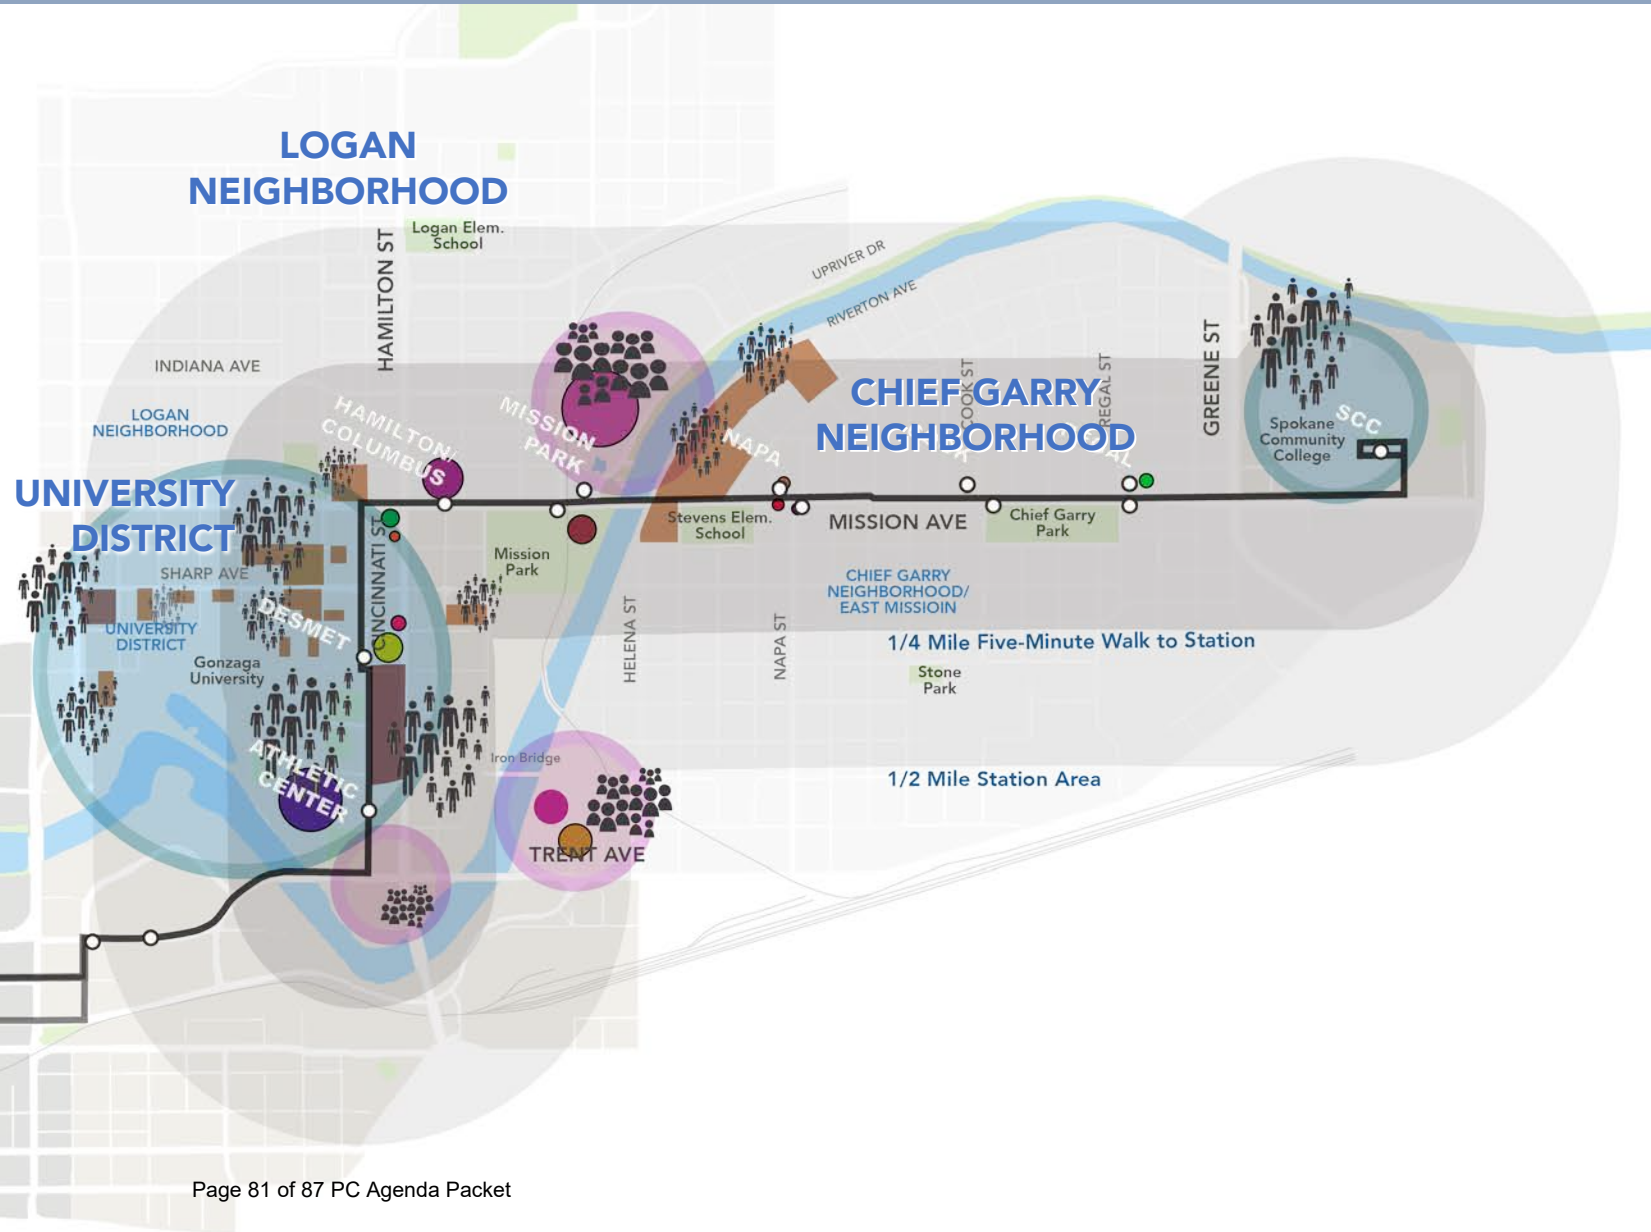 LOGAN
NEIGHBORHOOD
Logan Elem.
School
HAMILTON ST
UPRIVER DR
RIVERTON AVE
INDIANA AVE
LOGAN
NEIGHBORHOOD
HAMILTON/
COLUMBUS
MISSION
PARK
NAPA
COOK ST
REGAL ST
GREENE ST
CHIEF GARRY
NEIGHBORHOOD
SCC
Spokane
Community
College
UNIVERSITY
DISTRICT
CINCINNATI ST
Stevens Elem.
School
MISSION AVE
Chief Garry
Park
Mission
Park
SHARP AVE
DESMET
UNIVERSITY
DISTRICT
Gonzaga
University
HELENA ST
NAPA ST
CHIEF GARRY
NEIGHBORHOOD/
EAST MISSIOIN
1/4 Mile Five-Minute Walk to Station
Stone
Park
ATHLETIC
CENTER
Iron Bridge
1/2 Mile Station Area
TRENT AVE
Page 81 of 87 PC Agenda Packet